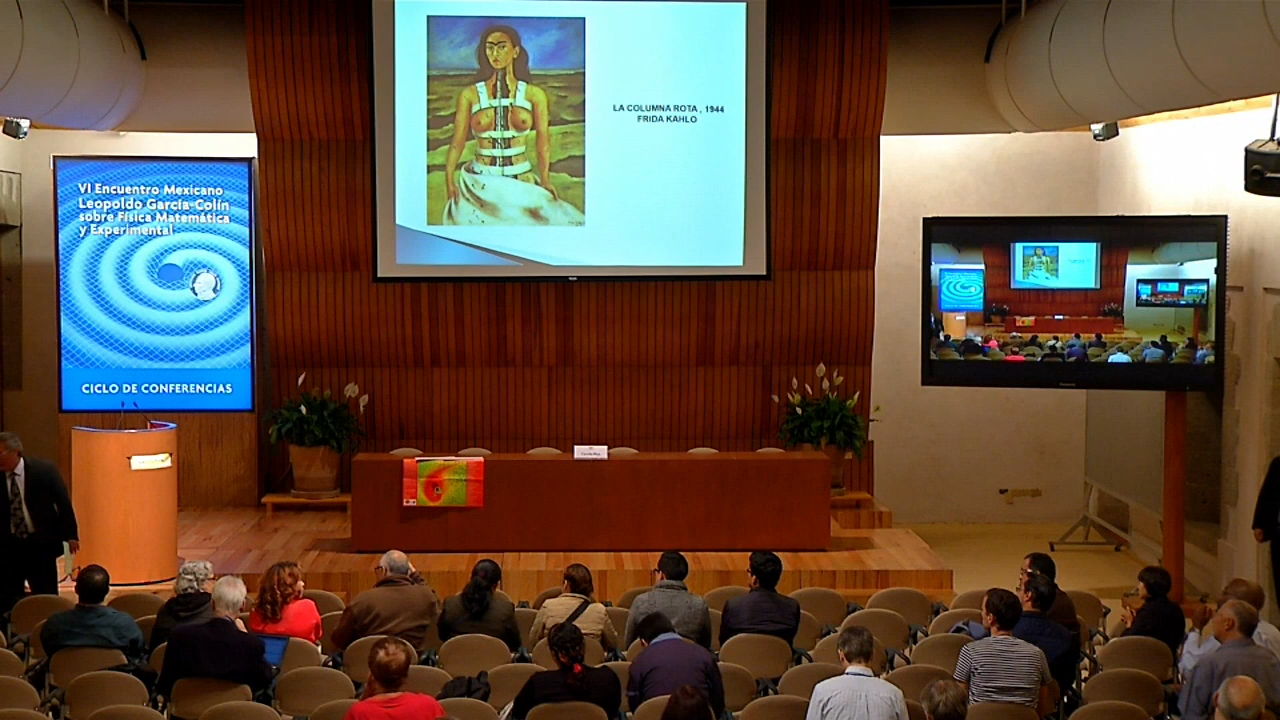 LA COLUMNA ROTA , 1944
FRIDA KAHLO
VI Encuentro Mexicano
Leopoldo García-Colín
sobre Física Matemática
y Experimental
CICLO DE CONFERENCIAS